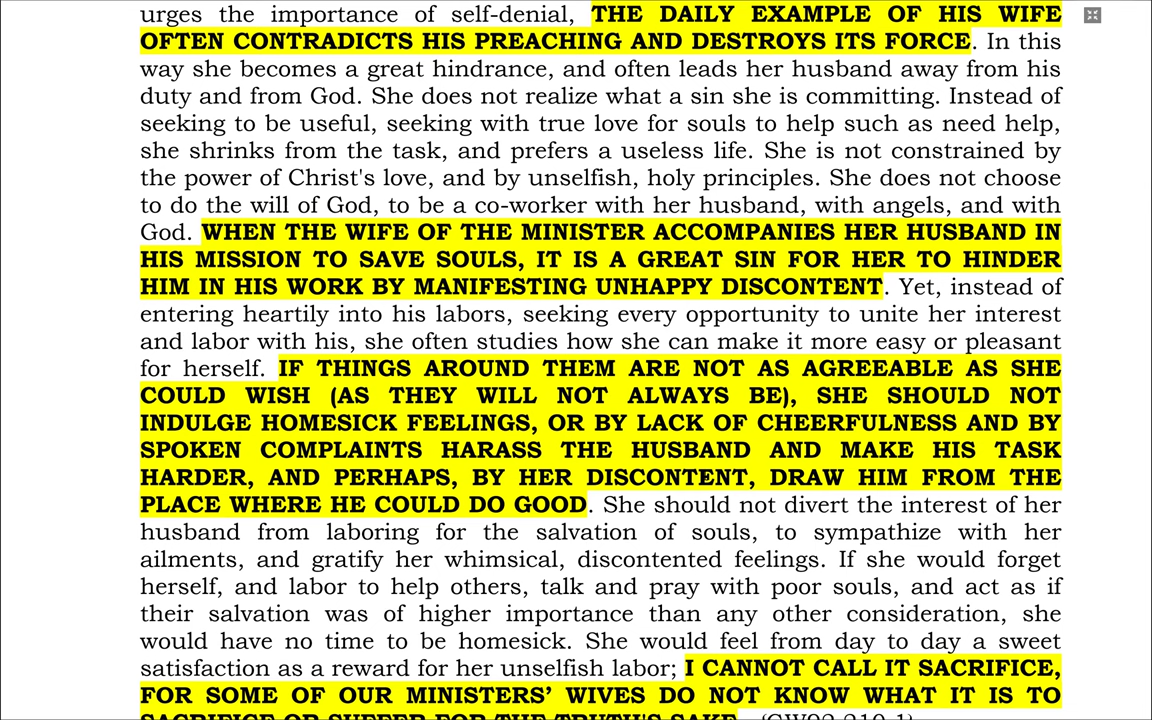 urges the importance of self-denial, THE DAILY EXAMPLE OF HIS WIFE
OFTEN CONTRADICTS HIS PREACHING AND DESTROYS ITS FORCE. In this
way she becomes a great hindrance, and often leads her husband away from his
duty and from God. She does not realize what a sin she is committing. Instead of
seeking to be useful, seeking with true love for souls to help such as need help,
she shrinks from the task, and prefers a useless life. She is not constrained by
the power of Christ's love, and by unselfish, holy principles. She does not choose
to do the will of God, to be a co-worker with her husband, with angels, and with
God. WHEN THE WIFE OF THE MINISTER ACCOMPANIES HER HUSBAND IN
HIS MISSION TO SAVE SOULS, IT IS A GREAT SIN FOR HER TO HINDER
HIM IN HIS WORK BY MANIFESTING UNHAPPY DISCONTENT. Yet, instead of
entering heartily into his labors, seeking every opportunity to unite her interest
and labor with his, she often studies how she can make it more easy or pleasant
for herself. IF THINGS AROUND THEM ARE NOT AS AGREEABLE AS SHE
COULD WISH (AS THEY WILL NOT ALWAYS BE), SHE SHOULD NOT
INDULGE HOMESICK FEELINGS, OR BY LACK OF CHEERFULNESS AND BY
SPOKEN COMPLAINTS HARASS THE HUSBAND AND MAKE HIS TASK
HARDER, AND PERHAPS, BY HER DISCONTENT, DRAW HIM FROM THE
PLACE WHERE HE COULD DO GOOD. She should not divert the interest of her
husband from laboring for the salvation of souls, to sympathize with her
ailments, and gratify her whimsical, discontented feelings. If she would forget
herself, and labor to help others, talk and pray with poor souls, and act as if
their salvation was of higher importance than any other consideration, she
would have no time to be homesick. She would feel from day to day a sweet
satisfaction as a reward for her unselfish labor; I CANNOT CALL IT SACRIFICE,
FOR SOME OF OUR MINISTERS’ WIVES DO NOT KNOW WHAT IT IS TO
SACRIFICE OR SUFFER FOR THE TRUTH'S SAKE